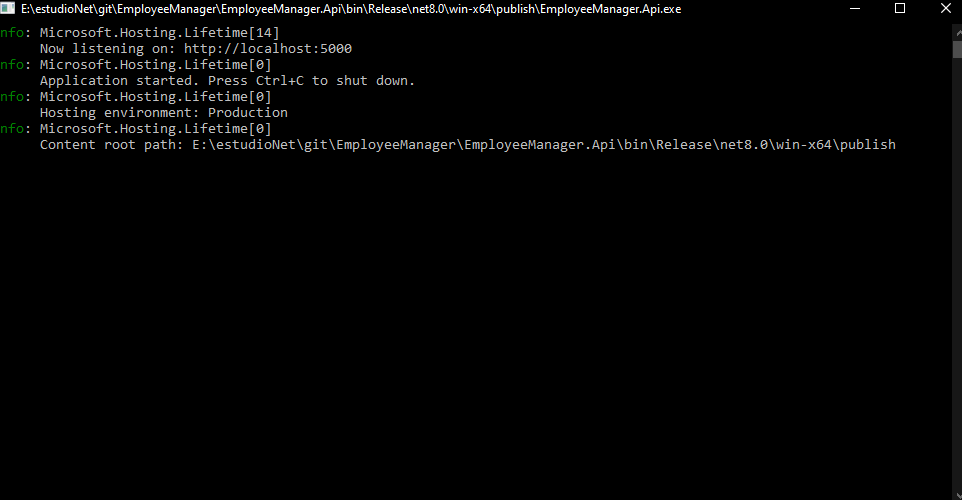 E:\estudioNet\git\EmployeeManager\EmployeeManager.Api\bin\Release\net8.0\win-x64\publish\EmployeeManager.Api.exe
nfo: Microsoft.Hosting.Lifetime[14]
Now listening on: http://localhost:5000
nfo: Microsoft.Hosting.Lifetime[0]
Application started. Press Ctrl+C to shut down.
nfo: Microsoft.Hosting.Lifetime[0]
Hosting environment: Production
nfo: Microsoft.Hosting.Lifetime[0]
Content root path: E:\estudioNet\git\EmployeeManager\EmployeeManager.Api\bin\Release\net8.0\win-x64\publish